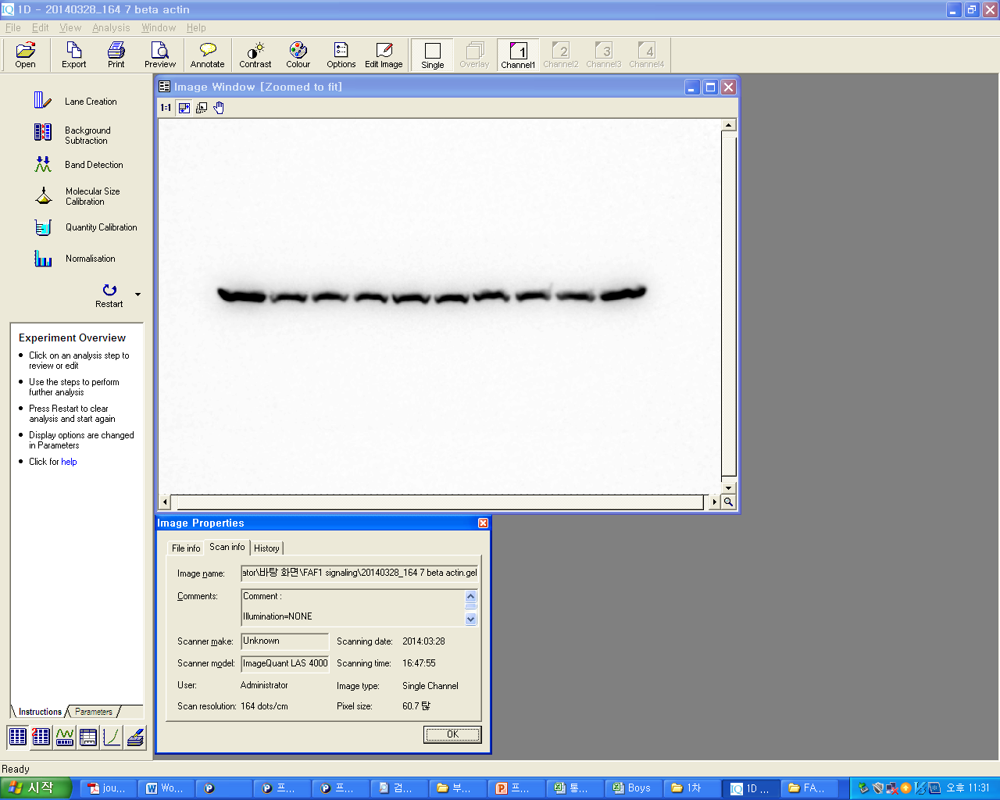 1D - 20140328_164 7 beta actin
File Edit View Analysis Window Help
Open Export Print Preview Annotate Contrast Colour Options Edit Image Single Overlay Channel1 Channel2 Channel3 Channel4
Lane Creation
Background
Subtraction
Band Detection
Molecular Size
Calibration
Quantity Calibration
Normalisation
Restart
Experiment Overview
Click on an analysis step to
review or edit
Use the steps to perform
further analysis
Press Restart to clear
analysis and start again
Display options are changed
in Parameters
Click for help
Instructions Parameters
Image Window [Zoomed to fit]
1:1
Image Properties
File info Scan info History
Image name: ator\바탕 화면\FAF1 signaling\20140328_164 7 beta actin.gel
Comments: Comment :
Illumination=NONE
Scanner make: Unknown Scanning date: 2014:03:28
Scanner model: ImageQuant LAS 4000 Scanning time: 16:47:55
User: Administrator Image type: Single Channel
Scan resolution: 164 dots/cm Pixel size: 60.7 탆
OK
Ready
시작 jou... Wo... 프... 프... 검... 부... 프... 통... Boys 1차 1D ... FA... 오후 11:31